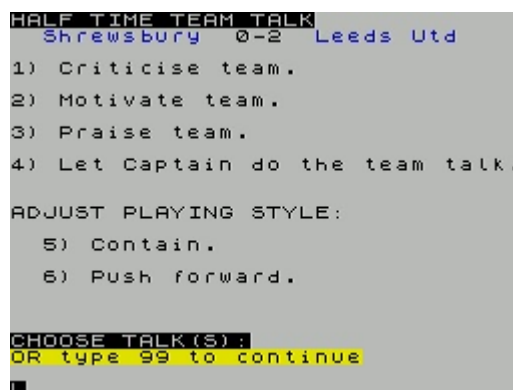 HALF TIME TEAM TALK
Shrewsbury 0-2 Leeds Utd
1) Criticise team.
2) Motivate team.
3) Praise team.
4) Let Captain do the team talk.
ADJUST PLAYING STYLE:
5) Contain.
6) Push forward.
CHOOSE TALK(S):
OR type 99 to continue
L